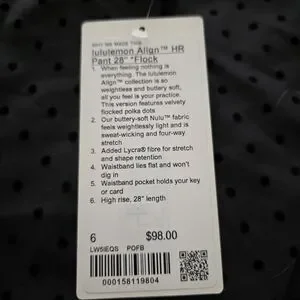 WHY WE MADE THIS
lululemon Align™ HR
Pant 28" *Flock
1. When feeling nothing is
everything. The lululemon
Align™ collection is so
weightless and buttery soft,
all you feel is your practice.
This version features velvety
flocked polka dots
2. Our buttery-soft Nulu™ fabric
feels weightlessly light and is
sweat-wicking and four-way
stretch
3. Added Lycra® fibre for stretch
and shape retention
4. Waistband lies flat and won't
dig in
5. Waistband pocket holds your key
or card
6. High rise, 28" length
6 $98.00
LW5IEQS POFB
000158119804